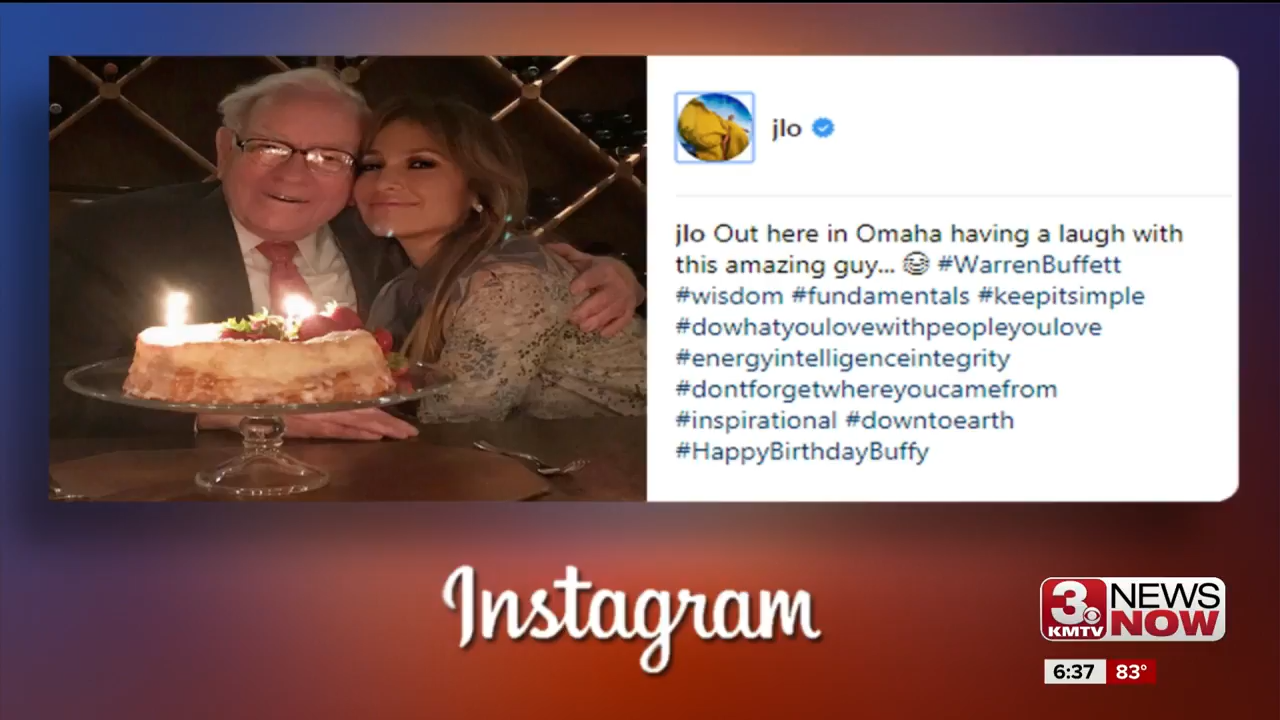 jlo
jlo Out here in Omaha having a laugh with
this amazing guy... 😂 #WarrenBuffett
#wisdom #fundamentals #keepitsimple
#dowhatyoulovewithpeopleyoulove
#energyintelligenceintegrity
#dontforgetwhereyoucamefrom
#inspirational #downtoearth
#HappyBirthdayBuffy
Instagram
3 KMTV NEWS NOW
6:37 83°